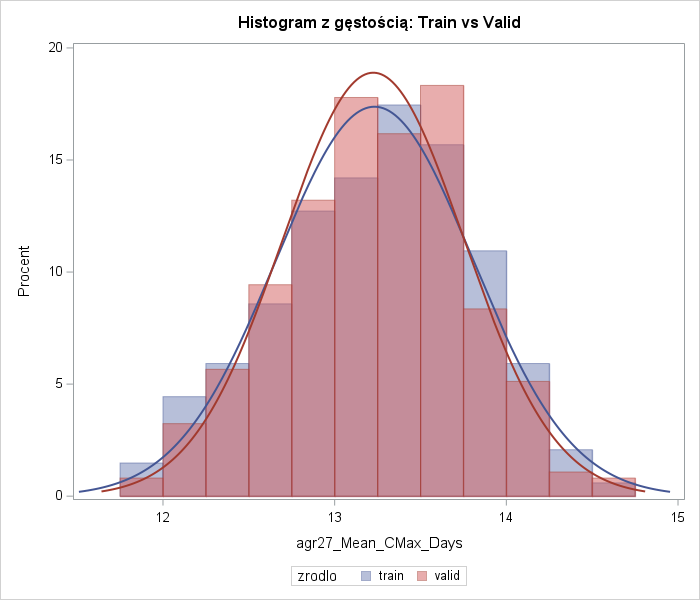 Histogram z gęstością: Train vs Valid
20
15
10
5
0
Procent
12
13
14
15
agr27_Mean_CMax_Days
zrodlo train valid